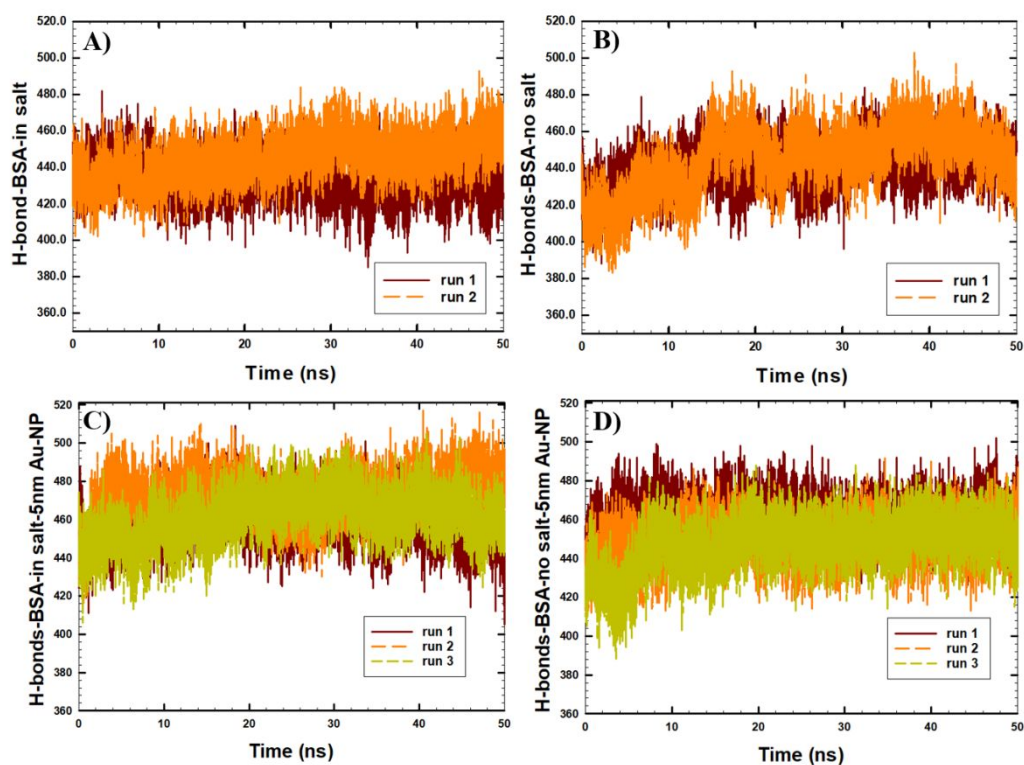 A)
H-bond-BSA-in salt
520.0
500.0
480.0
460.0
440.0
420.0
400.0
380.0
360.0
run 1
run 2
0
10
20
30
40
50
Time (ns)
B)
H-bonds-BSA-no salt
520.0
500.0
480.0
460.0
440.0
420.0
400.0
380.0
360.0
run 1
run 2
0
10
20
30
40
50
Time (ns)
C)
H-bonds-BSA-in salt-5nm Au-NP
520
500
480
460
440
420
400
380
360
run 1
run 2
run 3
0
10
20
30
40
50
Time (ns)
D)
H-bonds-BSA-no salt-5nm Au-NP
520
500
480
460
440
420
400
380
360
run 1
run 2
run 3
0
10
20
30
40
50
Time (ns)